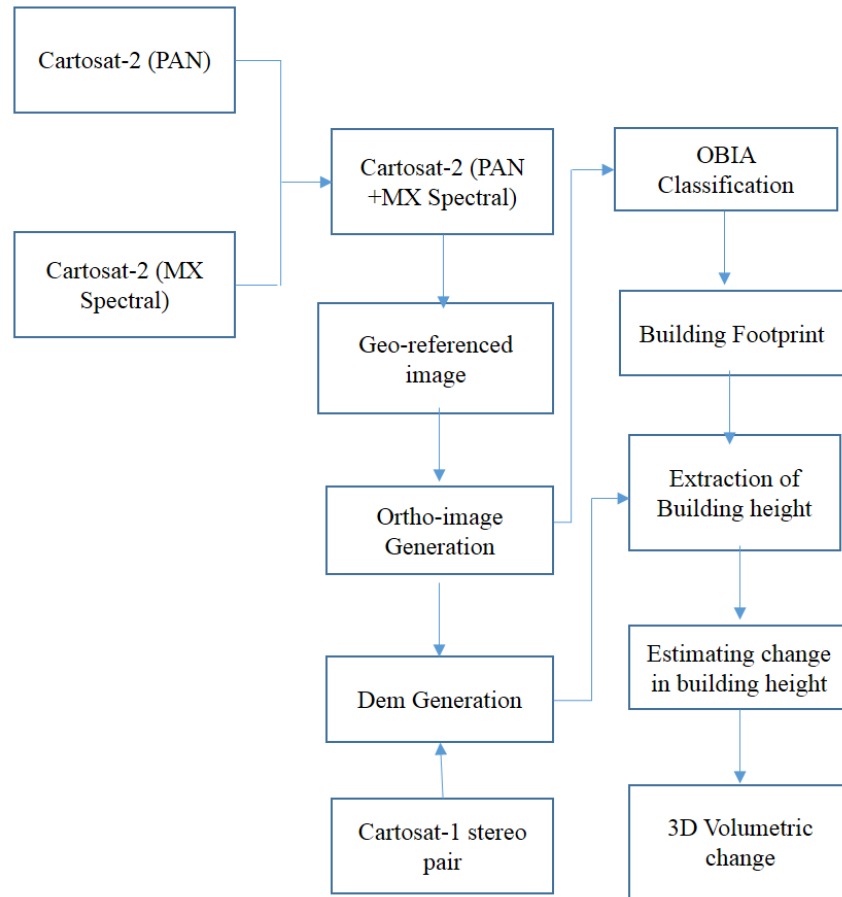 Cartosat-2 (PAN)
Cartosat-2 (MX
Spectral)
Cartosat-2 (PAN
+MX Spectral)
Geo-referenced
image
Ortho-image
Generation
Dem Generation
Cartosat-1 stereo
pair
OBIA
Classification
Building Footprint
Extraction of
Building height
Estimating change
in building height
3D Volumetric
change